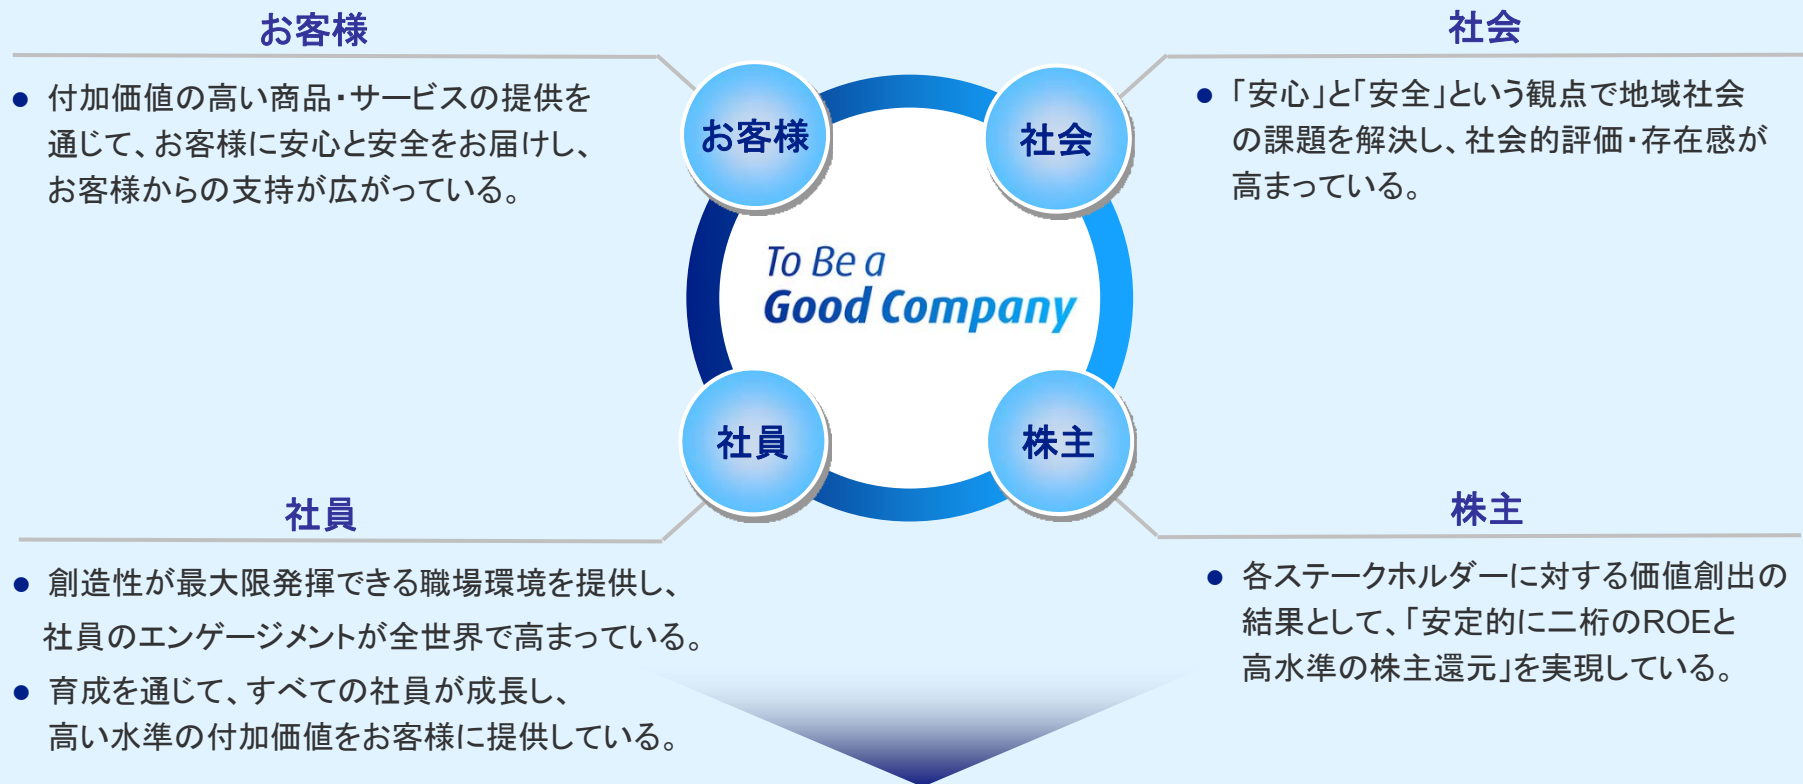 お客様
● 付加価値の高い商品・サービスの提供を
通じて、お客様に安心と安全をお届けし、
お客様からの支持が広がっている。
社会
● 「安心」と「安全」という観点で地域社会
の課題を解決し、社会的評価・存在感が
高まっている。
お客様
社会
To Be a
Good Company
社員
株主
社員
● 創造性が最大限発揮できる職場環境を提供し、
社員のエンゲージメントが全世界で高まっている。
● 育成を通じて、すべての社員が成長し、
高い水準の付加価値をお客様に提供している。
株主
● 各ステークホルダーに対する価値創出の
結果として、「安定的に二桁のROEと
高水準の株主還元」を実現している。